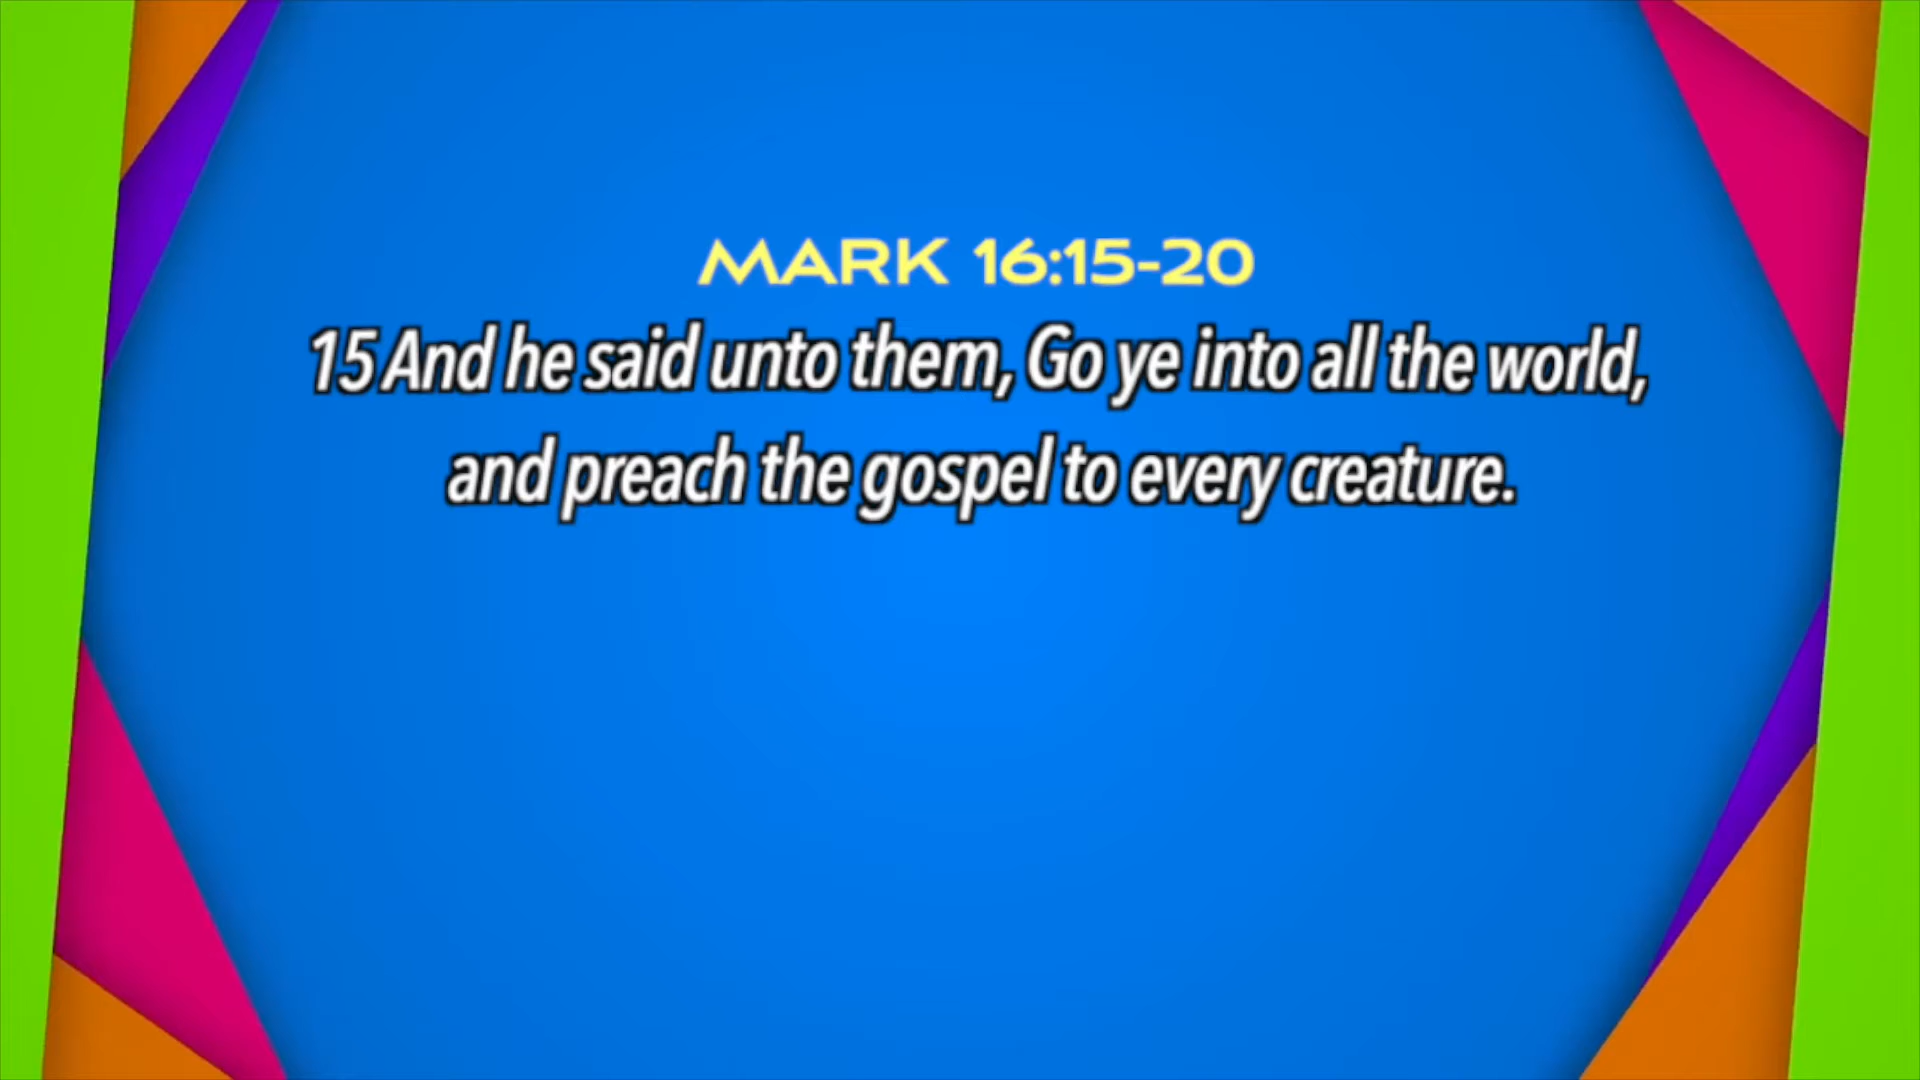 MARK 16:15-20
15 And he said unto them, Go ye into all the world,
and preach the gospel to every creature.